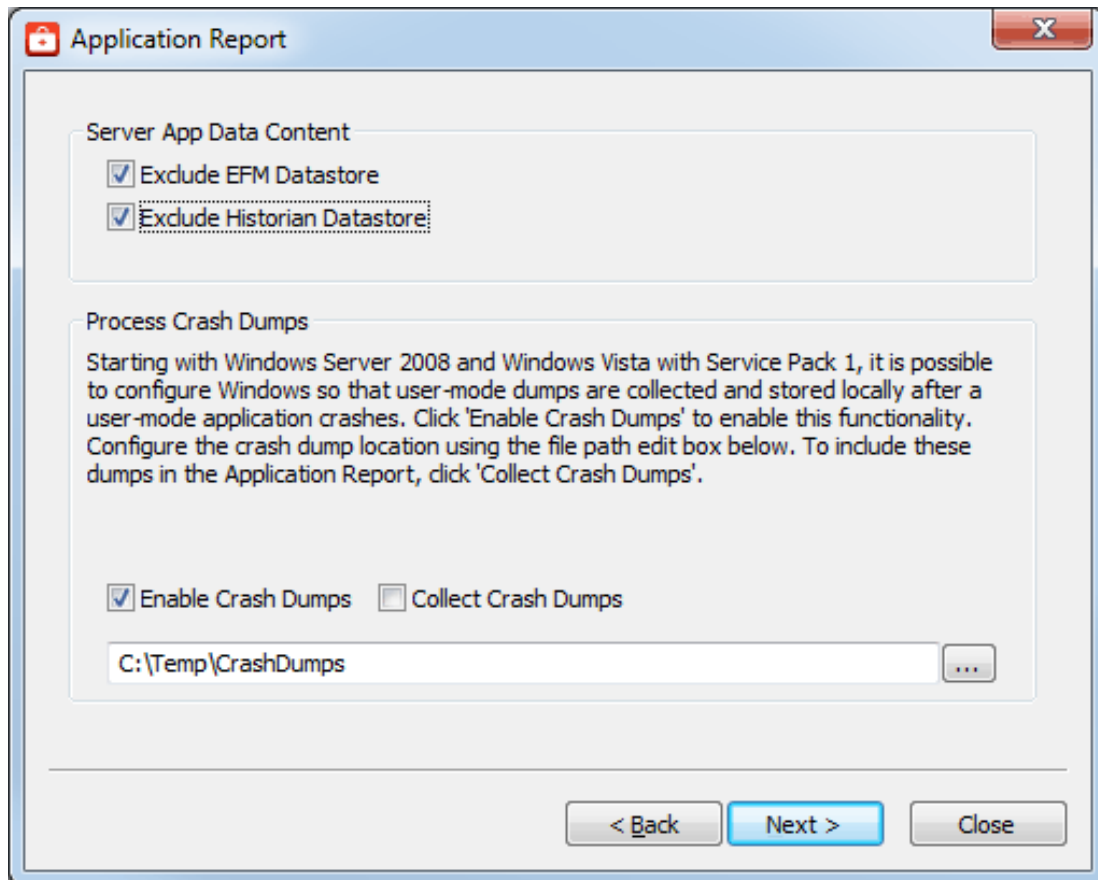 Application Report
Server App Data Content
Exclude EFM Datastore
Exclude Historian Datastore
Process Crash Dumps
Starting with Windows Server 2008 and Windows Vista with Service Pack 1, it is possible
to configure Windows so that user-mode dumps are collected and stored locally after a
user-mode application crashes. Click 'Enable Crash Dumps' to enable this functionality.
Configure the crash dump location using the file path edit box below. To include these
dumps in the Application Report, click 'Collect Crash Dumps'.
Enable Crash Dumps Collect Crash Dumps
C:\Temp\CrashDumps ...
< Back Next > Close